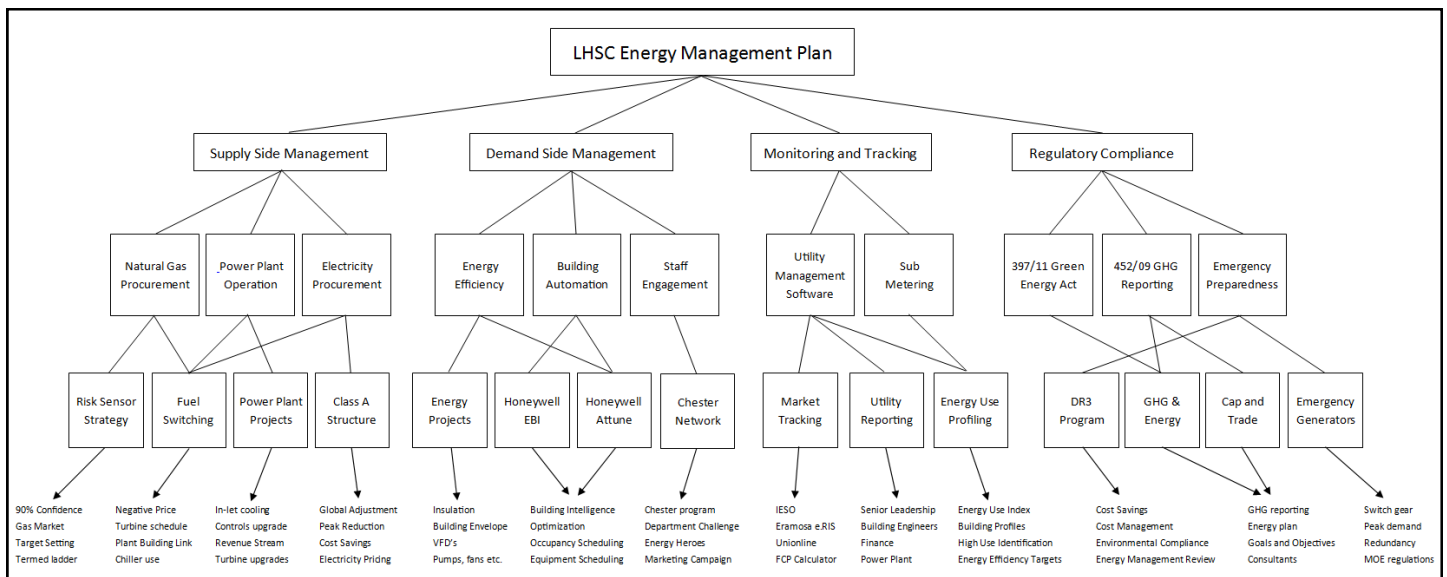 LHSC Energy Management Plan
Supply Side Management
Demand Side Management
Monitoring and Tracking
Regulatory Compliance
Natural Gas
Procurement
Power Plant
Operation
Electricity
Procurement
Energy
Efficiency
Building
Automation
Staff
Engagement
Utility
Management
Software
Sub
Metering
397/11 Green
Energy Act
452/09 GHG
Reporting
Emergency
Preparedness
Risk Sensor
Strategy
Fuel
Switching
Power Plant
Projects
Class A
Structure
Energy
Projects
Honeywell
EBI
Honeywell
Attune
Chester
Network
Market
Tracking
Utility
Reporting
Energy Use
Profiling
DR3
Program
GHG &
Energy
Cap and
Trade
Emergency
Generators
90% Confidence
Gas Market
Target Setting
Termed ladder
Negative Price
Turbine schedule
Plant Building Link
Chiller use
In-let cooling
Controls upgrade
Revenue Stream
Turbine upgrades
Global Adjustment
Peak Reduction
Cost Savings
Electricity Pricing
Insulation
Building Envelope
VFD's
Pumps, fans etc.
Building Intelligence
Optimization
Occupancy Scheduling
Equipment Scheduling
Chester program
Department Challenge
Energy Heroes
Marketing Campaign
IESO
Eramosa e.RIS
Unionline
FCP Calculator
Senior Leadership
Building Engineers
Finance
Power Plant
Energy Use Index
Building Profiles
High Use Identification
Energy Efficiency Targets
Cost Savings
Cost Management
Environmental Compliance
Energy Management Review
GHG reporting
Energy plan
Goals and Objectives
Consultants
Switch gear
Peak demand
Redundancy
MOE regulations